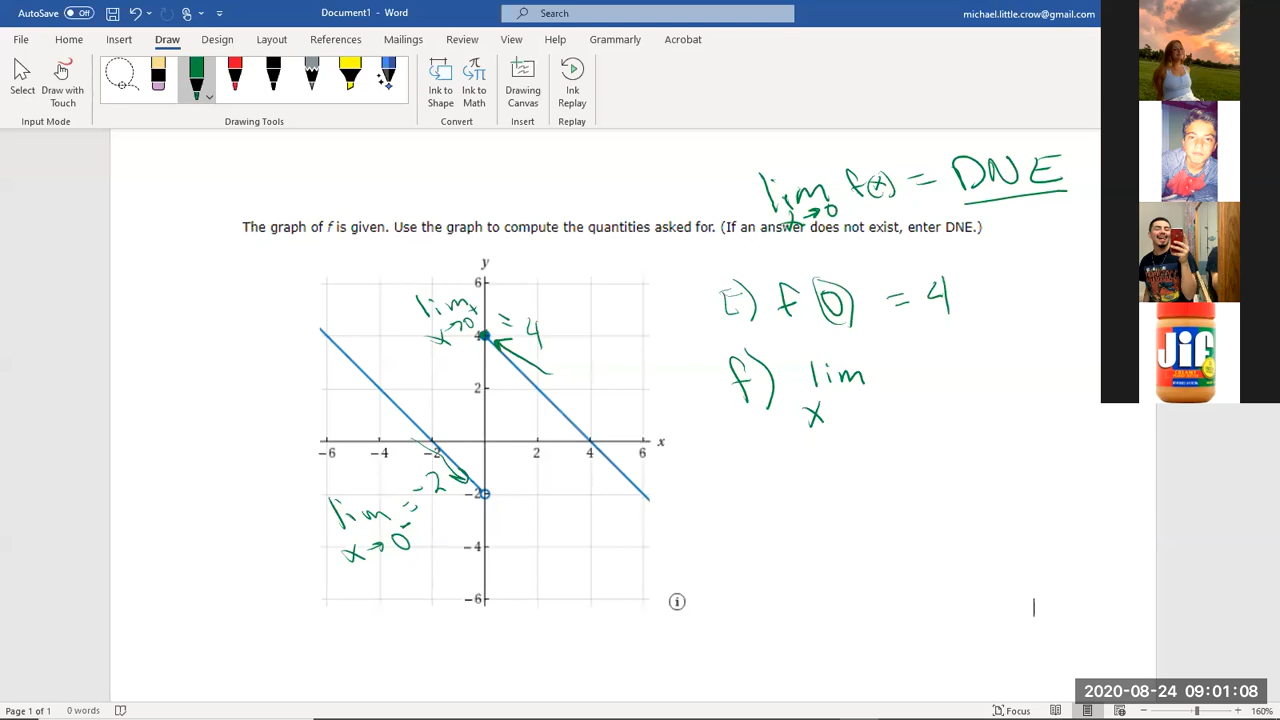 AutoSave Off Document1 - Word Search michael.little.crow@gmail.com
File Home Insert Draw Design Layout References Mailings Review View Help Grammarly Acrobat
Select Draw with Touch Ink to Shape Ink to Math Drawing Canvas Ink Replay
Input Mode Drawing Tools Convert Insert Replay
lim f(x) = DNE
x→0
The graph of f is given. Use the graph to compute the quantities asked for. (If an answer does not exist, enter DNE.)
y
6
lim = 4
x→0+
E) f(0) = 4
f) lim
x
2
x
-6 -4 -2 2 4 6
-2
lim = -2
x→0-
-4
-6
i
Jif
2020-08-24 09:01:08
Page 1 of 1 0 words Focus 160%